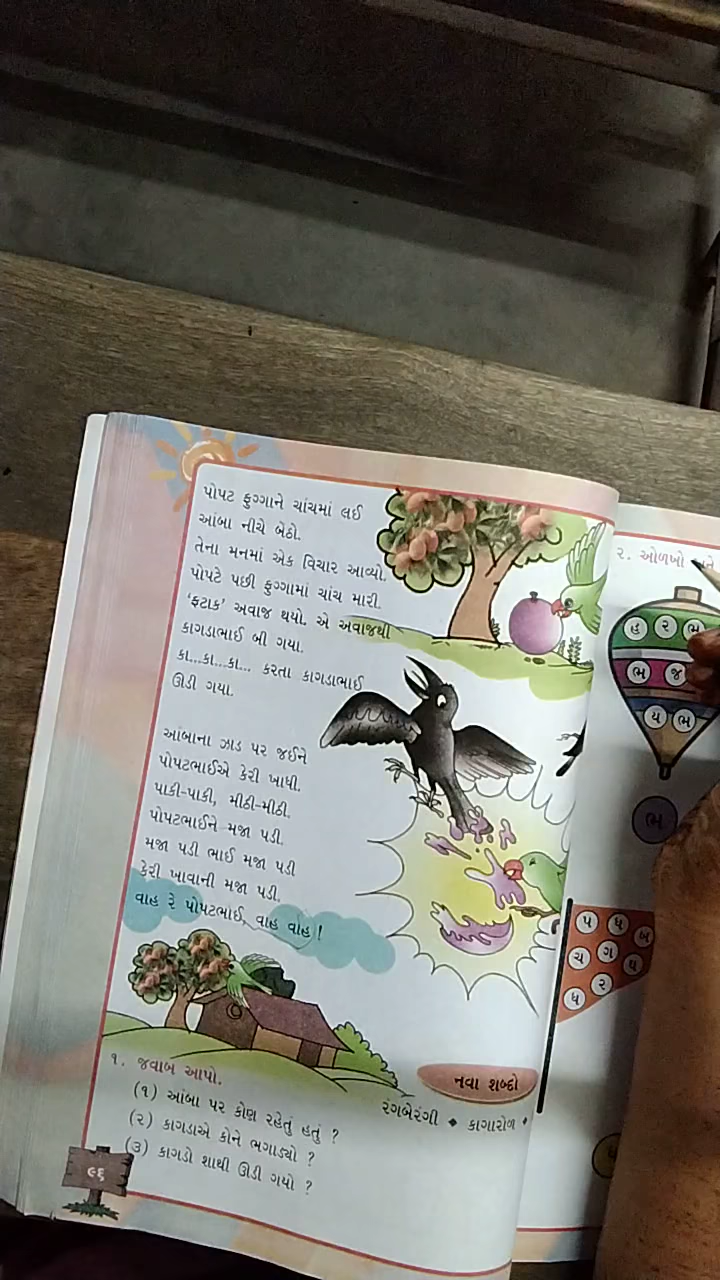 પોપટ ફુગ્ગાને ચાંચમાં લઈ
આંબા નીચે બેઠો.
તેના મનમાં એક વિચાર આવ્યો.
પોપટે પછી ફુગ્ગામાં ચાંચ મારી.
‘ફટાક’ અવાજ થયો. એ અવાજથી
કાગડાભાઈ બી ગયા.
કા...કા...કા... કરતા કાગડાભાઈ
ઊડી ગયા.
આંબાના ઝાડ પર જઈને
પોપટભાઈએ કેરી ખાધી.
પાકી-પાકી, મીઠી-મીઠી.
પોપટભાઈને મજા પડી.
મજા પડી ભાઈ મજા પડી
કેરી ખાવાની મજા પડી.
વાહ રે પોપટભાઈ, વાહ વાહ !
૧. જવાબ આપો.
(૧) આંબા પર કોણ રહેતું હતું ?
(૨) કાગડાએ કોને ભગાડ્યો ?
(૩) કાગડો શાથી ઊડી ગયો ?
નવા શબ્દો
રંગબેરંગી ◆ કાગારોળ ◆
૯૬
૨. ઓળખો
હ ર ભ
ભ જ
ય ભ
ભ
પ ધ બ
ચ ગ ઘ
ધ ર